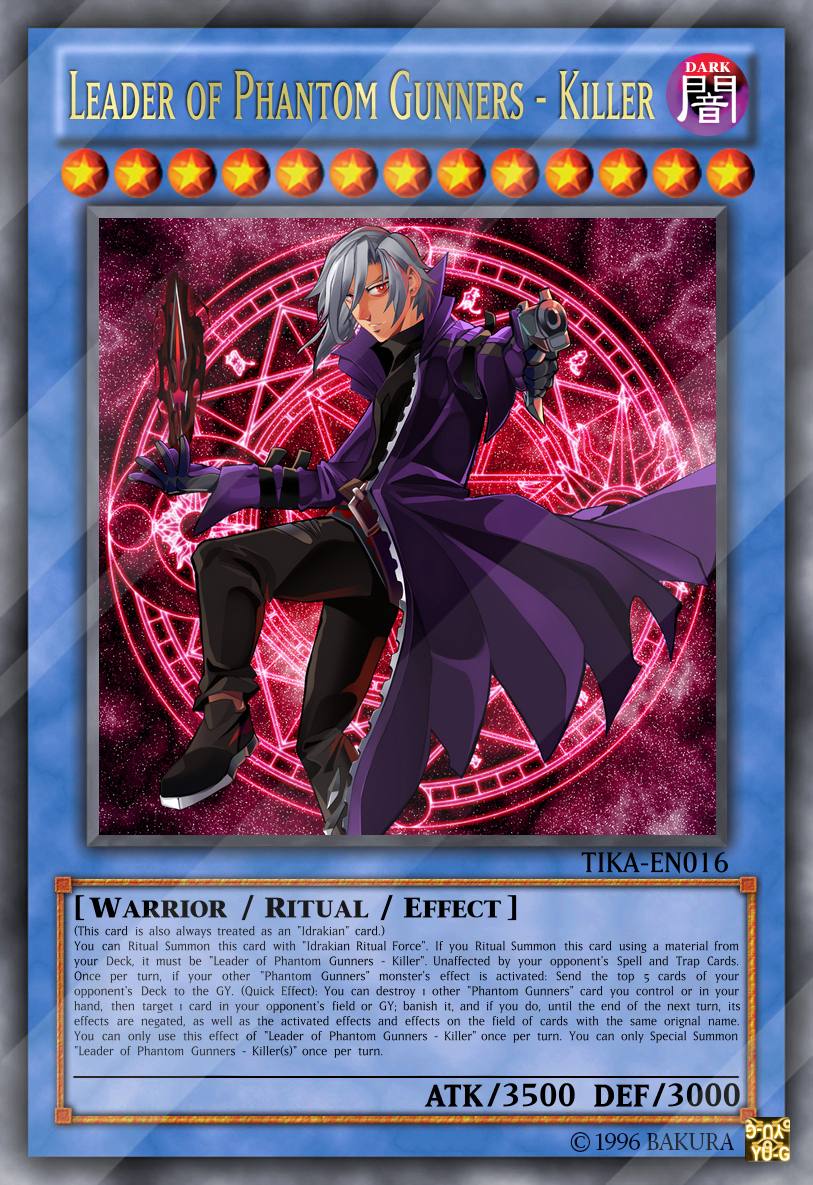 Leader of Phantom Gunners - Killer
DARK
闇
TIKA-EN016
[ Warrior / Ritual / Effect ]
(This card is also always treated as an "Idrakian" card.)
You can Ritual Summon this card with "Idrakian Ritual Force". If you Ritual Summon this card using a material from
your Deck, it must be "Leader of Phantom Gunners - Killer". Unaffected by your opponent's Spell and Trap Cards.
Once per turn, if your other "Phantom Gunners" monster's effect is activated: Send the top 5 cards of your
opponent's Deck to the GY. (Quick Effect): You can destroy 1 other "Phantom Gunners" card you control or in your
hand, then target 1 card in your opponent's field or GY; banish it, and if you do, until the end of the next turn, its
effects are negated, as well as the activated effects and effects on the field of cards with the same orignal name.
You can only use this effect of "Leader of Phantom Gunners - Killer" once per turn. You can only Special Summon
"Leader of Phantom Gunners - Killer(s)" once per turn.
ATK/3500 DEF/3000
© 1996 BAKURA